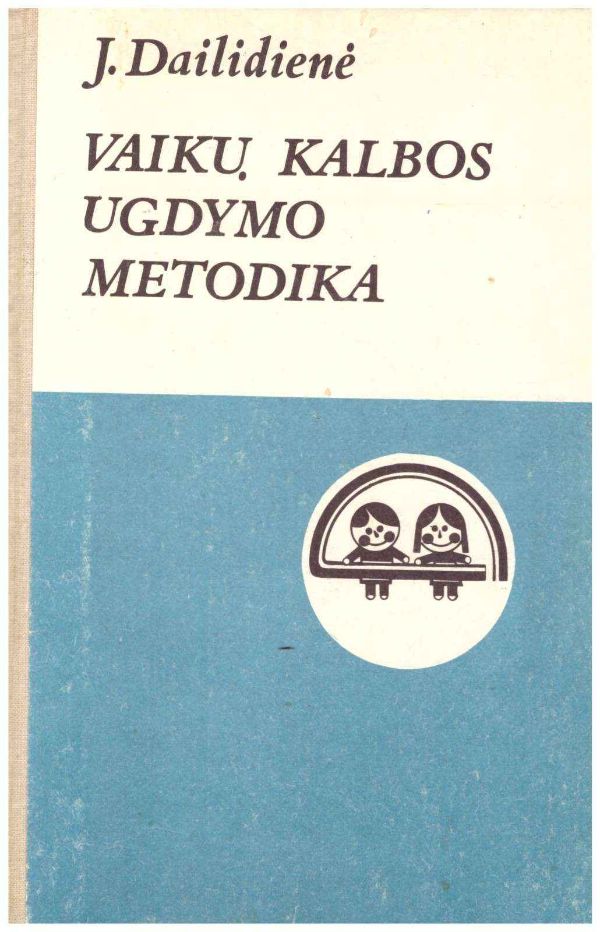 J. Dailidienė
VAIKŲ KALBOS
UGDYMO
METODIKA